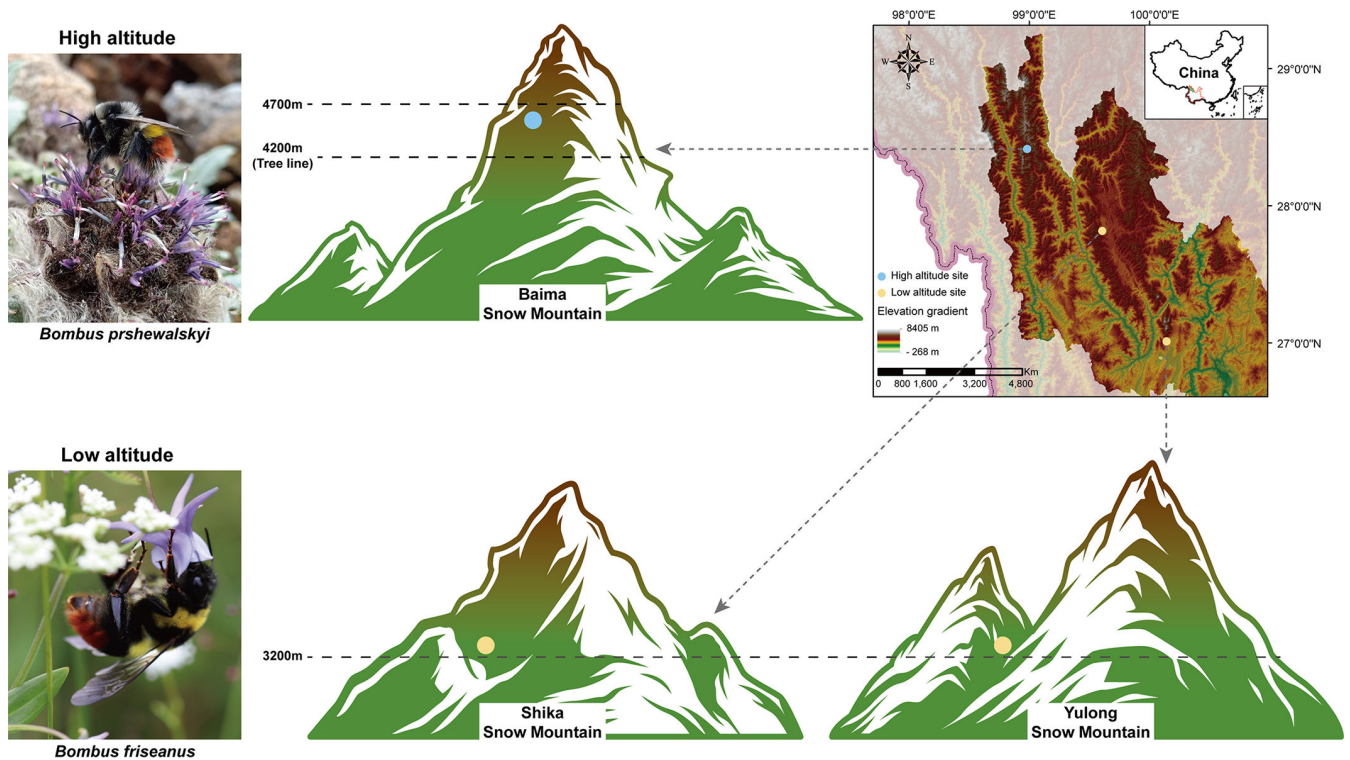 High altitude
Bombus prshewalskyi
4700m
4200m
(Tree line)
Baima
Snow Mountain
98°0'0"E 99°0'0"E 100°0'0"E
N
W E
S
China
29°0'0"N
28°0'0"N
27°0'0"N
High altitude site
Low altitude site
Elevation gradient
8405 m
- 268 m
Km
0 800 1,600 3,200 4,800
Low altitude
Bombus friseanus
3200m
Shika
Snow Mountain
Yulong
Snow Mountain